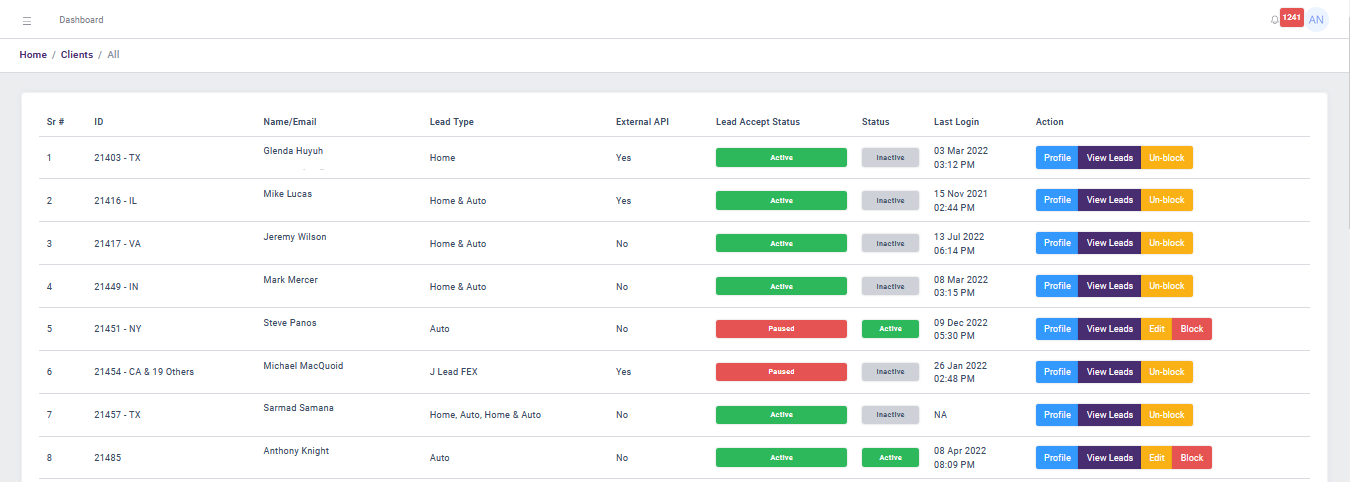 Dashboard
1241
AN
Home / Clients / All
Sr # ID Name/Email Lead Type External API Lead Accept Status Status Last Login Action
1 21403 - TX Glenda Huyuh Home Yes Active Inactive 03 Mar 2022 Profile View Leads Un-block
03:12 PM
2 21416 - IL Mike Lucas Home & Auto Yes Active Inactive 15 Nov 2021 Profile View Leads Un-block
02:44 PM
3 21417 - VA Jeremy Wilson Home & Auto No Active Inactive 13 Jul 2022 Profile View Leads Un-block
06:14 PM
4 21449 - IN Mark Mercer Home & Auto No Active Inactive 08 Mar 2022 Profile View Leads Un-block
03:15 PM
5 21451 - NY Steve Panos Auto No Paused Active 09 Dec 2022 Profile View Leads Edit Block
05:30 PM
6 21454 - CA & 19 Others Michael MacQuoid J Lead FEX Yes Paused Inactive 26 Jan 2022 Profile View Leads Un-block
02:48 PM
7 21457 - TX Sarmad Samana Home, Auto, Home & Auto No Active Inactive NA Profile View Leads Un-block
8 21485 Anthony Knight Auto No Active Active 08 Apr 2022 Profile View Leads Edit Block
08:09 PM